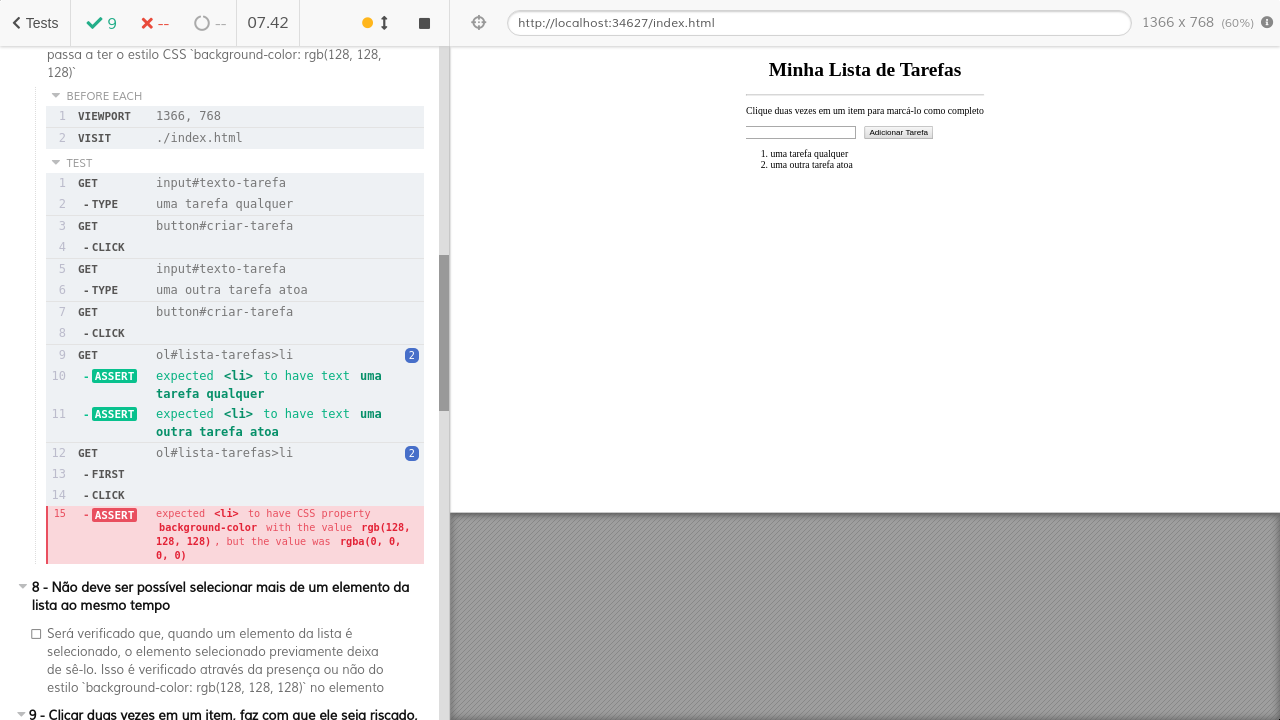 Tests 9 -- -- 07.42 http://localhost:34627/index.html 1366 x 768 (60%)
passa a ter o estilo CSS `background-color: rgb(128, 128,
128)`
BEFORE EACH
1 VIEWPORT 1366, 768
2 VISIT ./index.html
TEST
1 GET input#texto-tarefa
2 -TYPE uma tarefa qualquer
3 GET button#criar-tarefa
4 -CLICK
5 GET input#texto-tarefa
6 -TYPE uma outra tarefa atoa
7 GET button#criar-tarefa
8 -CLICK
9 GET ol#lista-tarefas>li 2
10 -ASSERT expected <li> to have text uma
tarefa qualquer
11 -ASSERT expected <li> to have text uma
outra tarefa atoa
12 GET ol#lista-tarefas>li 2
13 -FIRST
14 -CLICK
15 -ASSERT expected <li> to have CSS property
background-color with the value rgb(128,
128, 128), but the value was rgba(0, 0,
0, 0)
8 - Não deve ser possível selecionar mais de um elemento da
lista ao mesmo tempo
Será verificado que, quando um elemento da lista é
selecionado, o elemento selecionado previamente deixa
de sê-lo. Isso é verificado através da presença ou não do
estilo `background-color: rgb(128, 128, 128)` no elemento
9 - Clicar duas vezes em um item, faz com que ele seja riscado,
Minha Lista de Tarefas
Clique duas vezes em um item para marcá-lo como completo
Adicionar Tarefa
1. uma tarefa qualquer
2. uma outra tarefa atoa